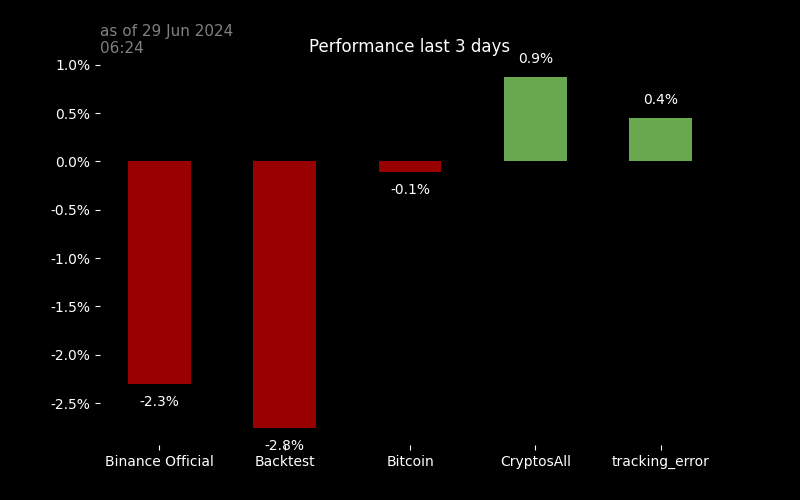 as of 29 Jun 2024
06:24
Performance last 3 days
1.0%
0.5%
0.0%
-0.5%
-1.0%
-1.5%
-2.0%
-2.5%
-2.3%
-2.8%
-0.1%
0.9%
0.4%
Binance Official
Backtest
Bitcoin
CryptosAll
tracking_error